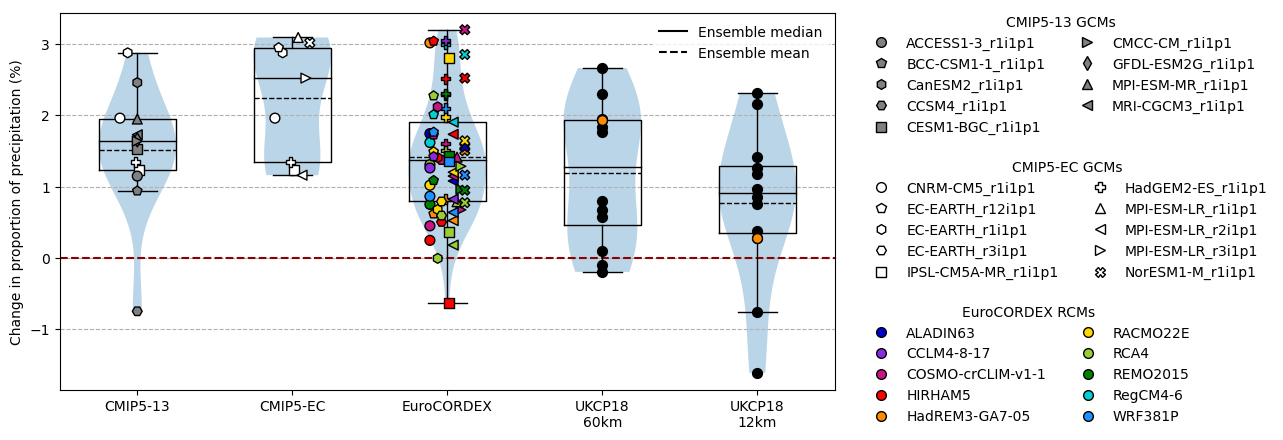 Change in proportion of precipitation (%)
3
2
1
0
−1
Ensemble median
Ensemble mean
CMIP5-13
CMIP5-EC
EuroCORDEX
UKCP18
60km
UKCP18
12km
CMIP5-13 GCMs
ACCESS1-3_r1i1p1
BCC-CSM1-1_r1i1p1
CanESM2_r1i1p1
CCSM4_r1i1p1
CESM1-BGC_r1i1p1
CMCC-CM_r1i1p1
GFDL-ESM2G_r1i1p1
MPI-ESM-MR_r1i1p1
MRI-CGCM3_r1i1p1
CMIP5-EC GCMs
CNRM-CM5_r1i1p1
EC-EARTH_r12i1p1
EC-EARTH_r1i1p1
EC-EARTH_r3i1p1
IPSL-CM5A-MR_r1i1p1
HadGEM2-ES_r1i1p1
MPI-ESM-LR_r1i1p1
MPI-ESM-LR_r2i1p1
MPI-ESM-LR_r3i1p1
NorESM1-M_r1i1p1
EuroCORDEX RCMs
ALADIN63
CCLM4-8-17
COSMO-crCLIM-v1-1
HIRHAM5
HadREM3-GA7-05
RACMO22E
RCA4
REMO2015
RegCM4-6
WRF381P